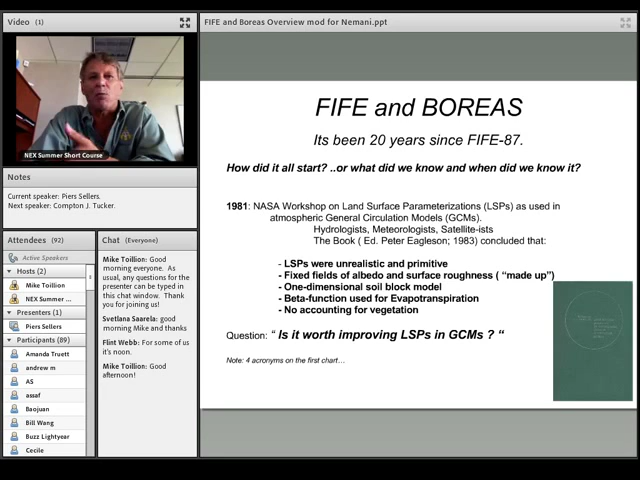 Video (1)
NEX Summer Short Course
Notes
Current speaker: Piers Sellers.
Next speaker: Compton J. Tucker.
Attendees (92)
Active Speakers
Hosts (2)
Mike Toillion
NEX Summer ...
Presenters (1)
Piers Sellers
Participants (89)
Amanda Truett
andrew m
AS
assaf
Baojuan
Bill Wang
Buzz Lightyear
Cecile
Chat (Everyone)
Mike Toillion: Good
morning everyone. As
usual, any questions for the
presenter can be typed in
this chat window. Thank
you for joining us!
Svetlana Saarela: good
morning Mike and thanks
Flint Webb: For some of us
it's noon.
Mike Toillion: Good
afternoon!
FIFE and Boreas Overview mod for Nemani.ppt
FIFE and BOREAS
Its been 20 years since FIFE-87.
How did it all start? ..or what did we know and when did we know it?
1981: NASA Workshop on Land Surface Parameterizations (LSPs) as used in
atmospheric General Circulation Models (GCMs).
Hydrologists, Meteorologists, Satellite-ists
The Book ( Ed. Peter Eagleson; 1983) concluded that:
- LSPs were unrealistic and primitive
- Fixed fields of albedo and surface roughness ( “made up”)
- One-dimensional soil block model
- Beta-function used for Evapotranspiration
- No accounting for vegetation
Question: “ Is it worth improving LSPs in GCMs ? “
Note: 4 acronyms on the first chart…